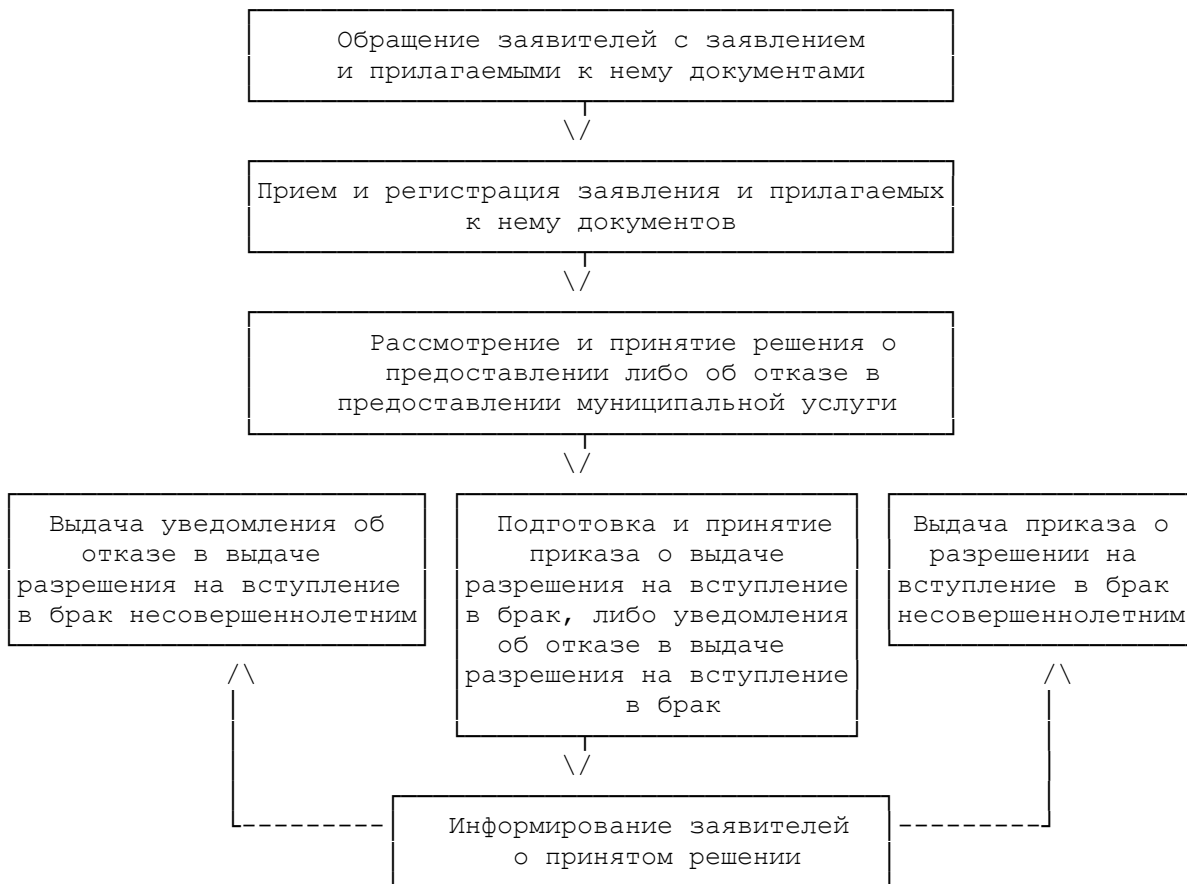 Обращение заявителей с заявлением
и прилагаемыми к нему документами
Прием и регистрация заявления и прилагаемых
к нему документов
Рассмотрение и принятие решения о
предоставлении либо об отказе в
предоставлении муниципальной услуги
Выдача уведомления об
отказе в выдаче
разрешения на вступление
в брак несовершеннолетним
Подготовка и принятие
приказа о выдаче
разрешения на вступление
в брак, либо уведомления
об отказе в выдаче
разрешения на вступление
в брак
Выдача приказа о
разрешении на
вступление в брак
несовершеннолетним
Информирование заявителей
о принятом решении